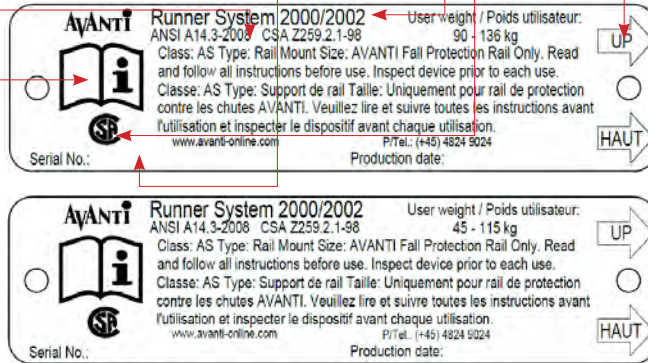 AVANTI
Runner System 2000/2002
User weight / Poids utilisateur:
ANSI A14.3-2008 CSA Z259.2.1-98
90 - 136 kg
Class: AS Type: Rail Mount Size: AVANTI Fall Protection Rail Only. Read
and follow all instructions before use. Inspect device prior to each use.
Classe: AS Type: Support de rail Taille: Uniquement pour rail de protection
contre les chutes AVANTI. Veuillez lire et suivre toutes les instructions avant
l'utilisation et inspecter le dispositif avant chaque utilisation.
www.avanti-online.com
P/Tel.: (+45) 4824 9024
Serial No.:
Production date:
UP
HAUT
AVANTI
Runner System 2000/2002
User weight / Poids utilisateur:
ANSI A14.3-2008 CSA Z259.2.1-98
45 - 115 kg
Class: AS Type: Rail Mount Size: AVANTI Fall Protection Rail Only. Read
and follow all instructions before use. Inspect device prior to each use.
Classe: AS Type: Support de rail Taille: Uniquement pour rail de protection
contre les chutes AVANTI. Veuillez lire et suivre toutes les instructions avant
l'utilisation et inspecter le dispositif avant chaque utilisation.
www.avanti-online.com
P/Tel.: (+45) 4824 9024
Serial No.:
Production date:
UP
HAUT